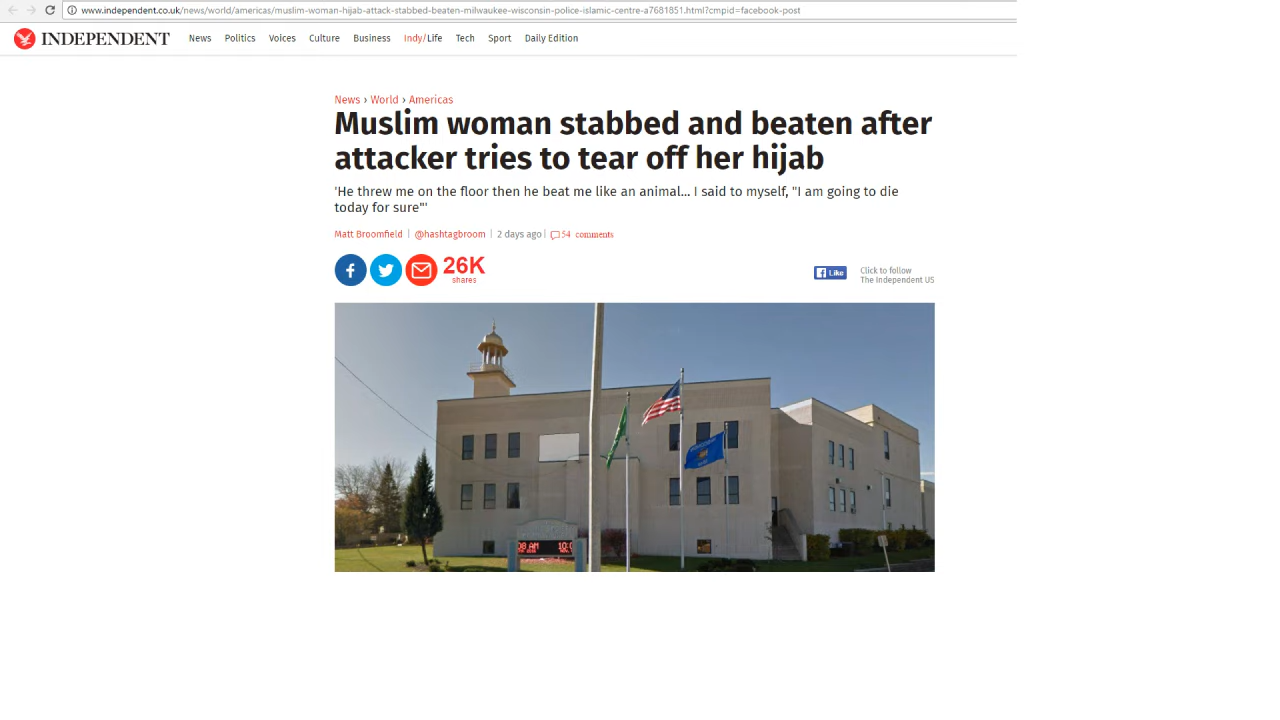 www.independent.co.uk/news/world/americas/muslim-woman-hijab-attack-stabbed-beaten-milwaukee-wisconsin-police-islamic-centre-a7681851.html?cmpid=facebook-post
INDEPENDENT News Politics Voices Culture Business Indy/Life Tech Sport Daily Edition
News › World › Americas
Muslim woman stabbed and beaten after
attacker tries to tear off her hijab
'He threw me on the floor then he beat me like an animal... I said to myself, "I am going to die
today for sure"'
Matt Broomfield | @hashtagbroom | 2 days ago | 54 comments
26K
shares
Like
Click to follow
The Independent US